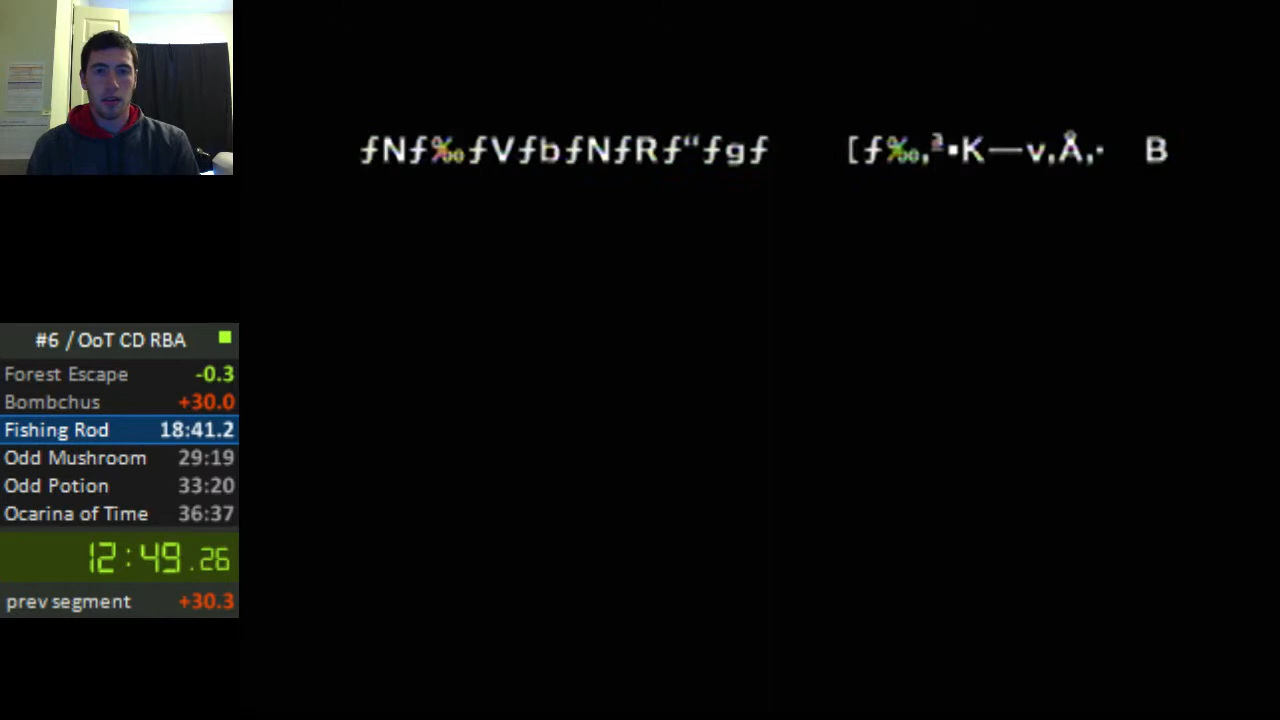 ƒNƒ‰ƒVƒbƒNƒRƒ“ƒgƒ [ƒ‰‚ª•K—v‚Å‚· B
#6 / OoT CD RBA
Forest Escape -0.3
Bombchus +30.0
Fishing Rod 18:41.2
Odd Mushroom 29:19
Odd Potion 33:20
Ocarina of Time 36:37
12:49.26
prev segment +30.3